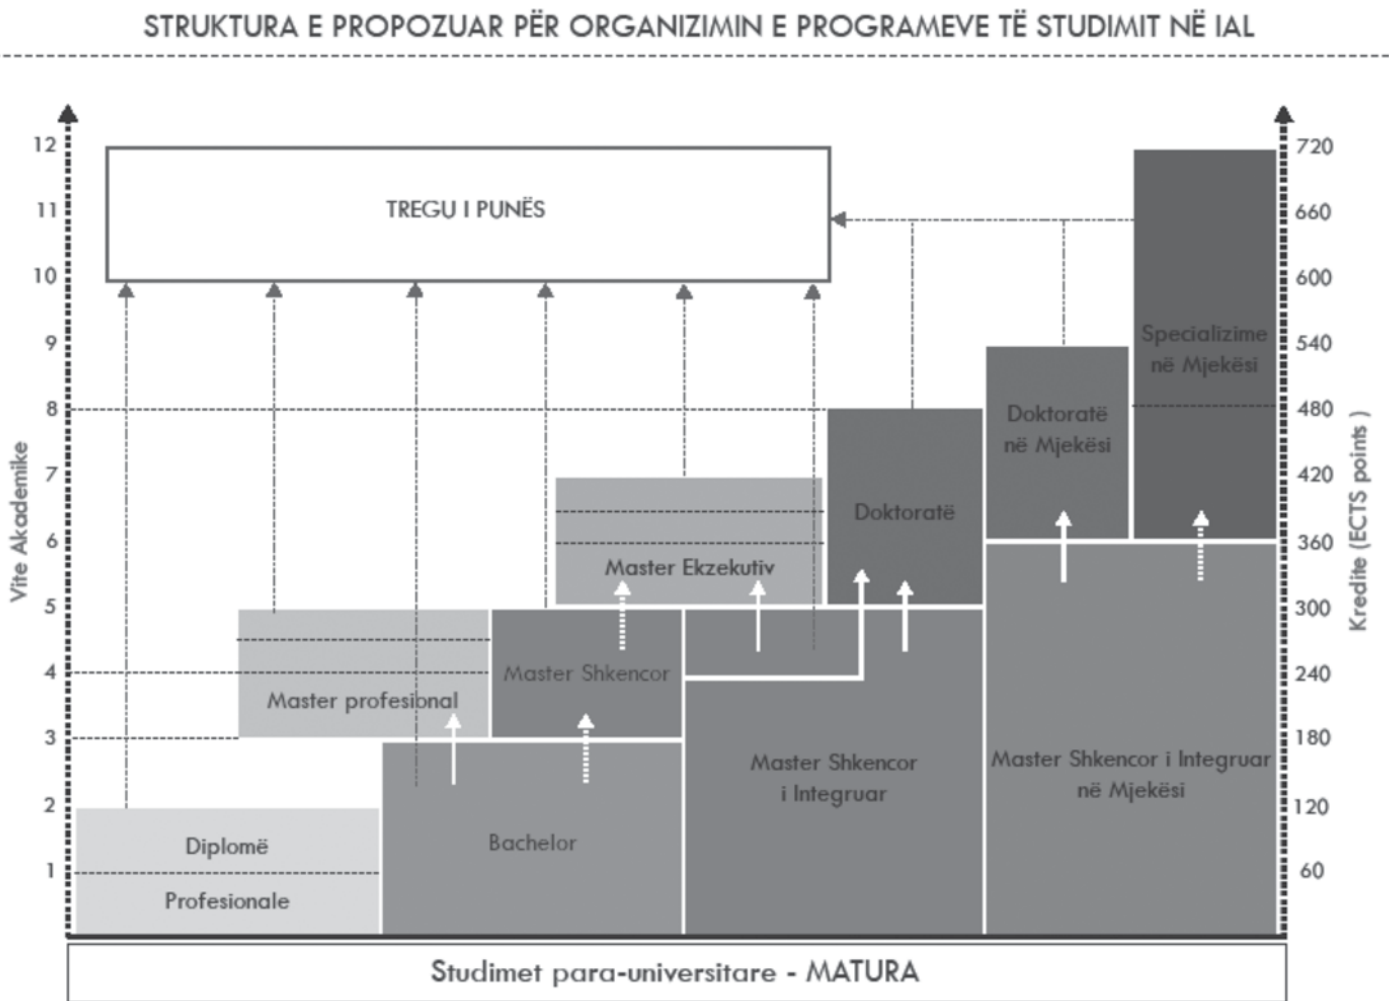 STRUKTURA E PROPOZUAR PËR ORGANIZIMIN E PROGRAMEVE TË STUDIMIT NË IAL
12
720
TREGU I PUNËS
11
660
10
600
9
540
Specializime
në Mjekësi
8
480
Doktoratë
në Mjekësi
7
420
Doktoratë
6
360
Master Ekzekutiv
5
300
4
240
Master Shkencor
Master profesional
3
180
Master Shkencor
i Integruar
Master Shkencor i Integruar
në Mjekësi
2
120
Diplomë
Profesionale
Bachelor
1
60
Vite Akademike
Kredite (ECTS points )
Studimet para-universitare - MATURA